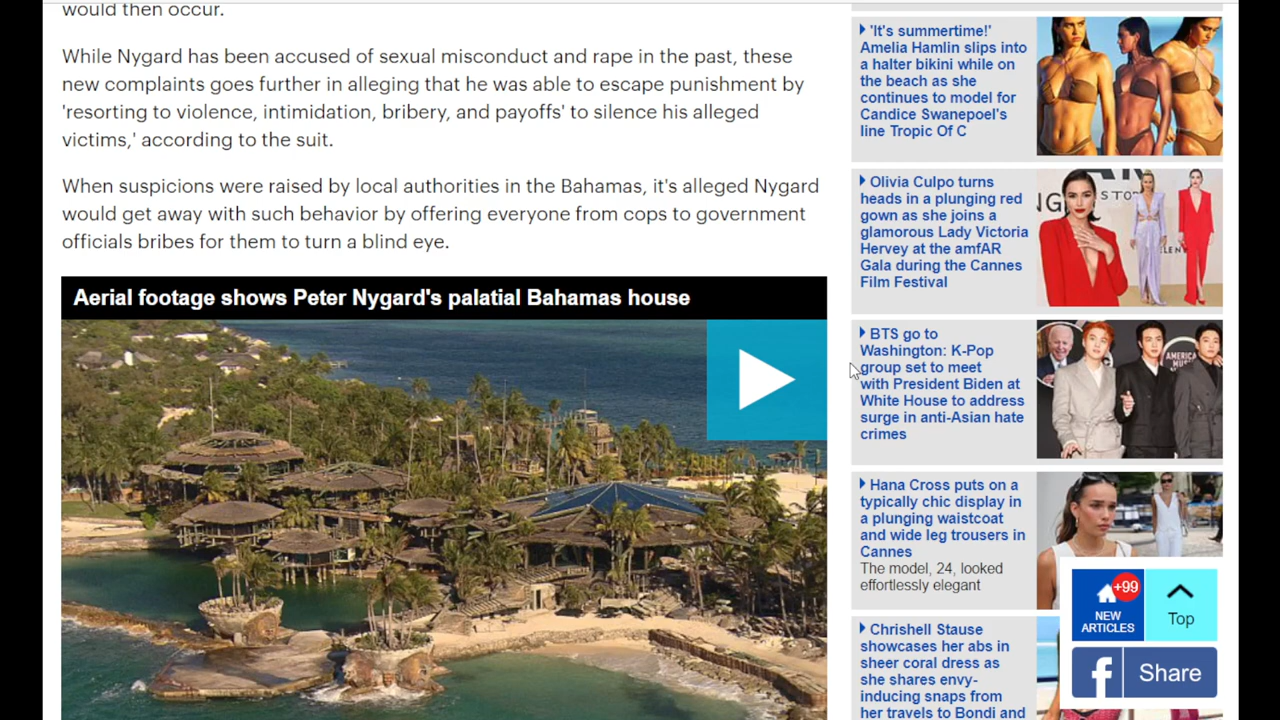 would then occur.
While Nygard has been accused of sexual misconduct and rape in the past, these
new complaints goes further in alleging that he was able to escape punishment by
'resorting to violence, intimidation, bribery, and payoffs' to silence his alleged
victims,' according to the suit.
When suspicions were raised by local authorities in the Bahamas, it's alleged Nygard
would get away with such behavior by offering everyone from cops to government
officials bribes for them to turn a blind eye.
Aerial footage shows Peter Nygard's palatial Bahamas house
'It's summertime!'
Amelia Hamlin slips into
a halter bikini while on
the beach as she
continues to model for
Candice Swanepoel's
line Tropic Of C
Olivia Culpo turns
heads in a plunging red
gown as she joins a
glamorous Lady Victoria
Hervey at the amfAR
Gala during the Cannes
Film Festival
BTS go to
Washington: K-Pop
group set to meet
with President Biden at
White House to address
surge in anti-Asian hate
crimes
AMERICAN
MUSIC
Hana Cross puts on a
typically chic display in
a plunging waistcoat
and wide leg trousers in
Cannes
The model, 24, looked
effortlessly elegant
Chrishell Stause
showcases her abs in
sheer coral dress as
she shares envy-
inducing snaps from
her travels to Bondi and
+99
NEW
ARTICLES
Top
f Share